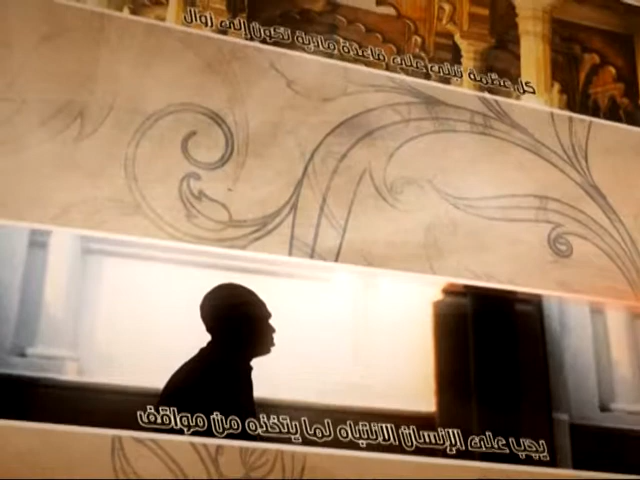 كل عظمة تبنى على قاعدة مادية تكون إلى زوال
يجب على الإنسان الانتباه لما يتخذه من مواقف